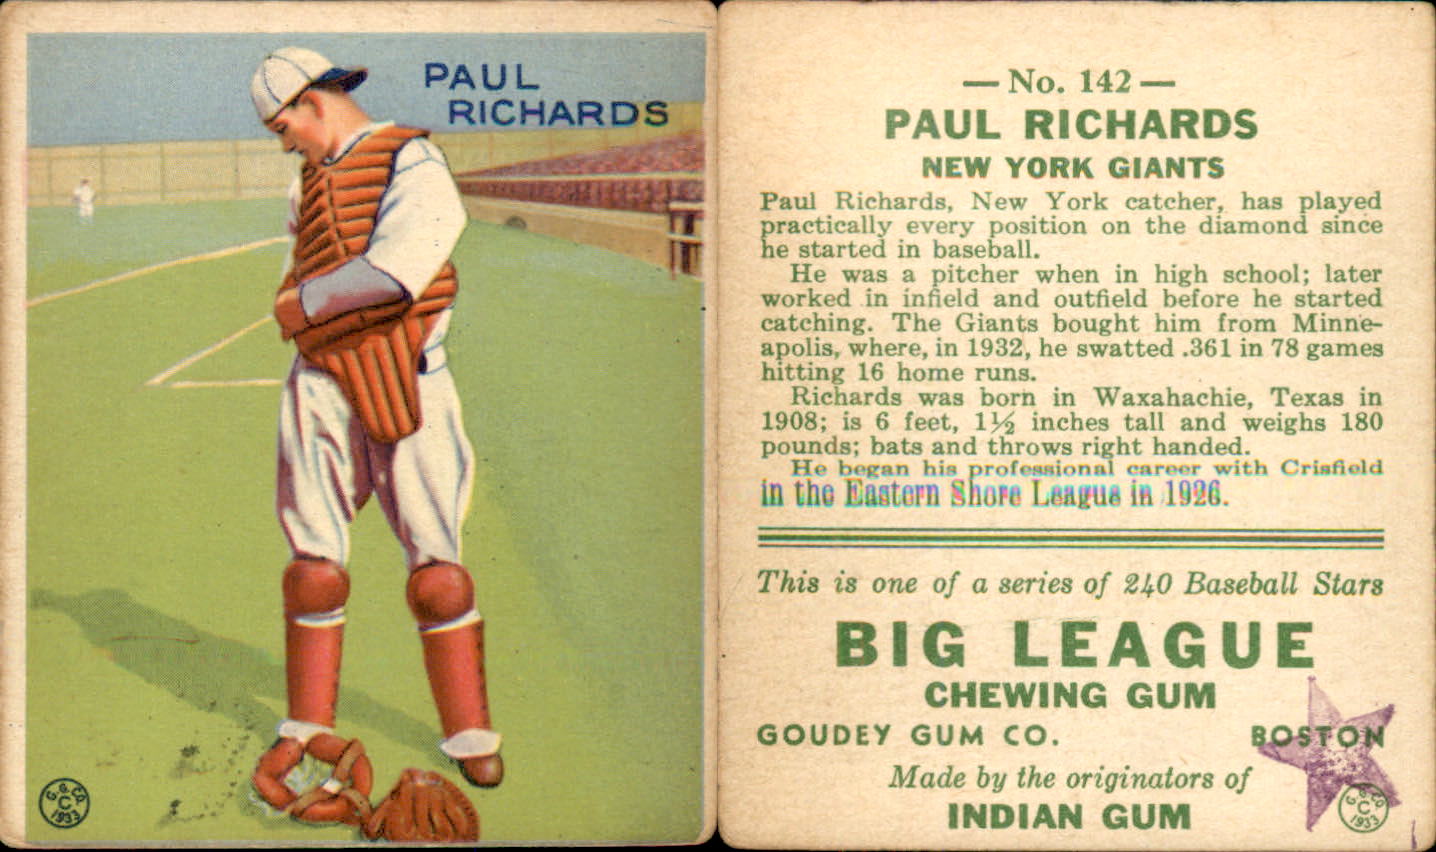 PAUL
RICHARDS
G.G.CO.
C
1933
— No. 142 —
PAUL RICHARDS
NEW YORK GIANTS
Paul Richards, New York catcher, has played
practically every position on the diamond since
he started in baseball.
He was a pitcher when in high school; later
worked in infield and outfield before he started
catching. The Giants bought him from Minne-
apolis, where, in 1932, he swatted .361 in 78 games
hitting 16 home runs.
Richards was born in Waxahachie, Texas in
1908; is 6 feet, 1½ inches tall and weighs 180
pounds; bats and throws right handed.
He began his professional career with Crisfield
in the Eastern Shore League in 1926.
This is one of a series of 240 Baseball Stars
BIG LEAGUE
CHEWING GUM
GOUDEY GUM CO. BOSTON
Made by the originators of
INDIAN GUM
G.G.CO.
C
1933